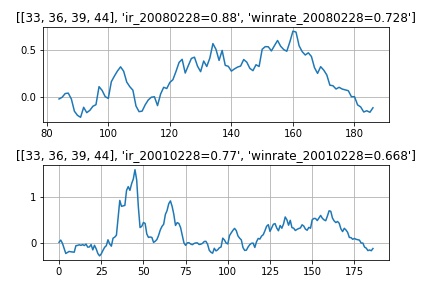 [[33, 36, 39, 44], 'ir_20080228=0.88', 'winrate_20080228=0.728']
0.5
0.0
80 100 120 140 160 180
[[33, 36, 39, 44], 'ir_20010228=0.77', 'winrate_20010228=0.668']
1
0
0 25 50 75 100 125 150 175